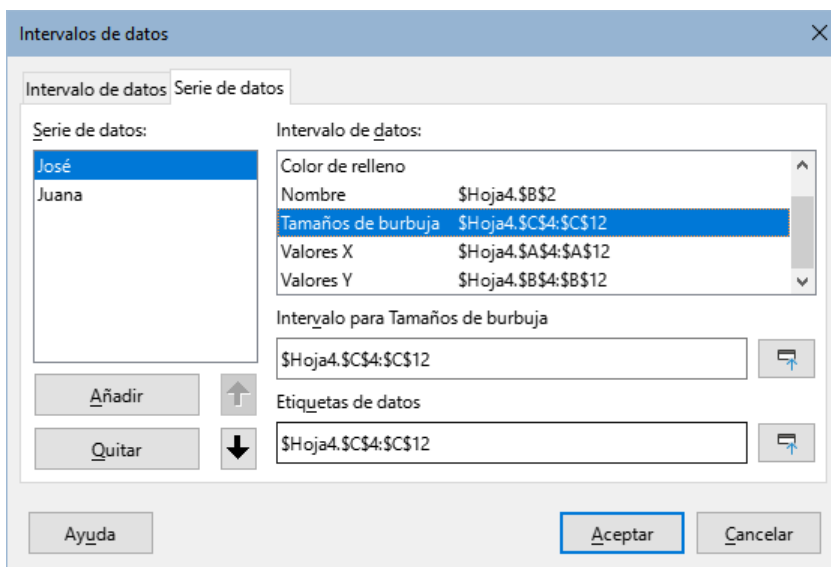 Intervalos de datos
Intervalo de datos Serie de datos
Serie de datos:
José
Juana
Añadir
Quitar
Intervalo de datos:
Color de relleno
Nombre $Hoja4.$B$2
Tamaños de burbuja $Hoja4.$C$4:$C$12
Valores X $Hoja4.$A$4:$A$12
Valores Y $Hoja4.$B$4:$B$12
Intervalo para Tamaños de burbuja
$Hoja4.$C$4:$C$12
Etiquetas de datos
$Hoja4.$C$4:$C$12
Ayuda Aceptar Cancelar